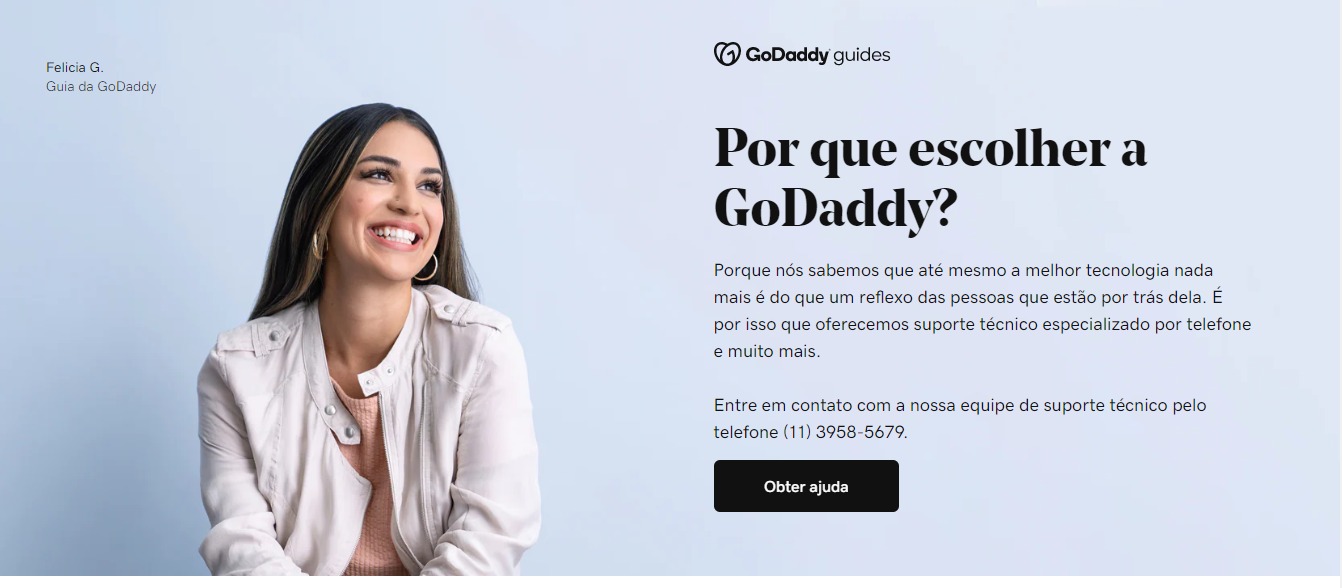 Felicia G.
Guia da GoDaddy
GoDaddy guides
Por que escolher a
GoDaddy?
Porque nós sabemos que até mesmo a melhor tecnologia nada
mais é do que um reflexo das pessoas que estão por trás dela. É
por isso que oferecemos suporte técnico especializado por telefone
e muito mais.
Entre em contato com a nossa equipe de suporte técnico pelo
telefone (11) 3958-5679.
Obter ajuda